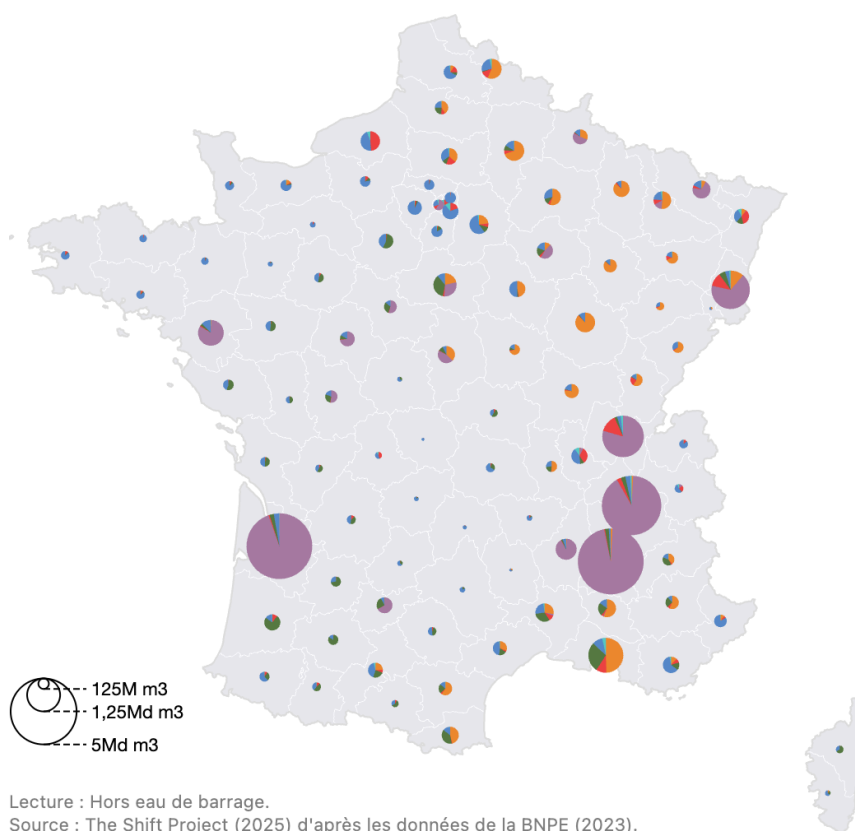 125M m3
1,25Md m3
5Md m3
Lecture : Hors eau de barrage.
Source : The Shift Project (2025) d'après les données de la BNPE (2023).